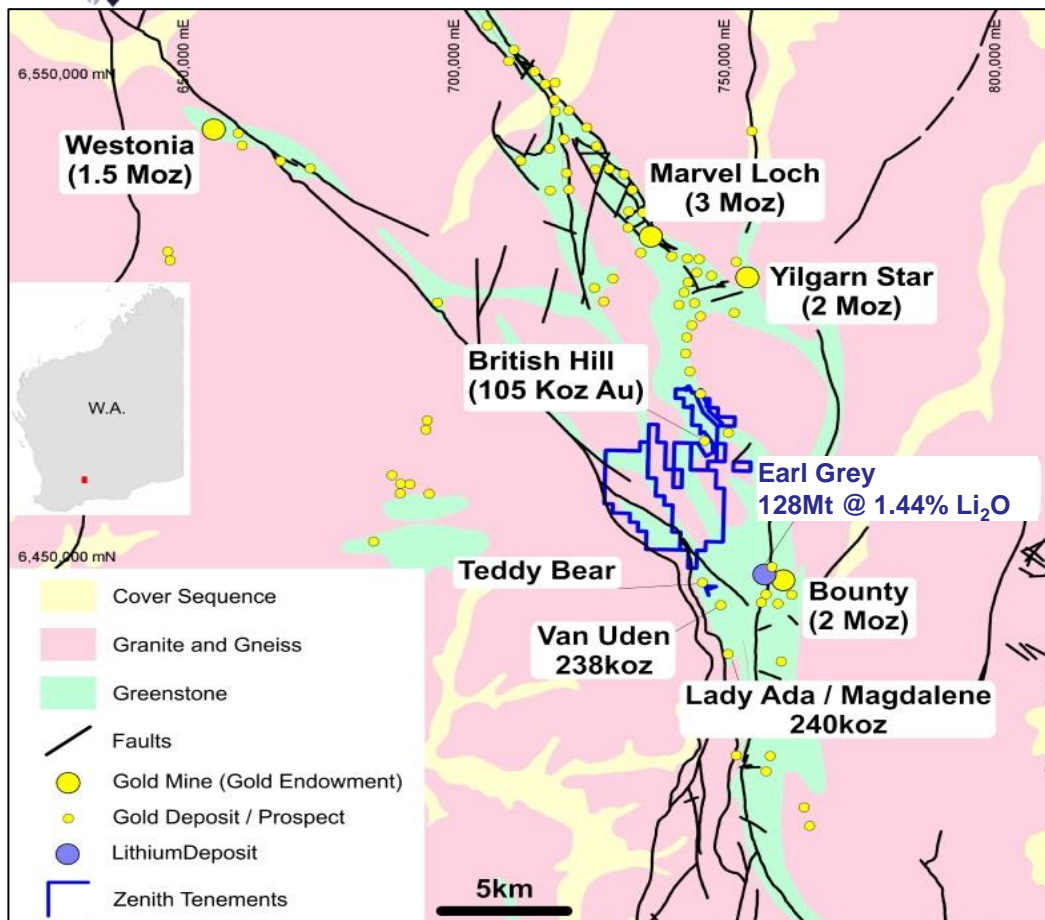 650,000 mE
700,000 mE
750,000 mE
800,000 mE
6,550,000 mN
Westonia
(1.5 Moz)
Marvel Loch
(3 Moz)
Yilgarn Star
(2 Moz)
British Hill
(105 Koz Au)
W.A.
Earl Grey
128Mt @ 1.44% Li₂O
6,450,000 mN
Teddy Bear
Bounty
(2 Moz)
Van Uden
238koz
Lady Ada / Magdalene
240koz
Cover Sequence
Granite and Gneiss
Greenstone
Faults
Gold Mine (Gold Endowment)
Gold Deposit / Prospect
LithiumDeposit
Zenith Tenements
5km